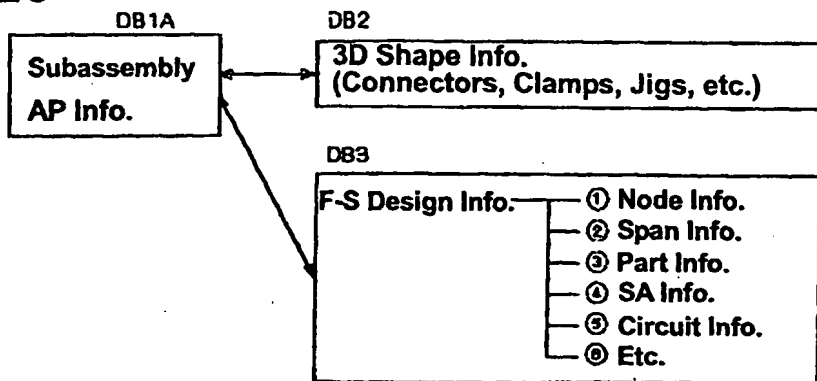 DB1A
Subassembly
AP Info.
DB2
3D Shape Info.
(Connectors, Clamps, Jigs, etc.)
DB3
F-S Design Info.
① Node Info.
② Span Info.
③ Part Info.
④ SA Info.
⑤ Circuit Info.
⑥ Etc.